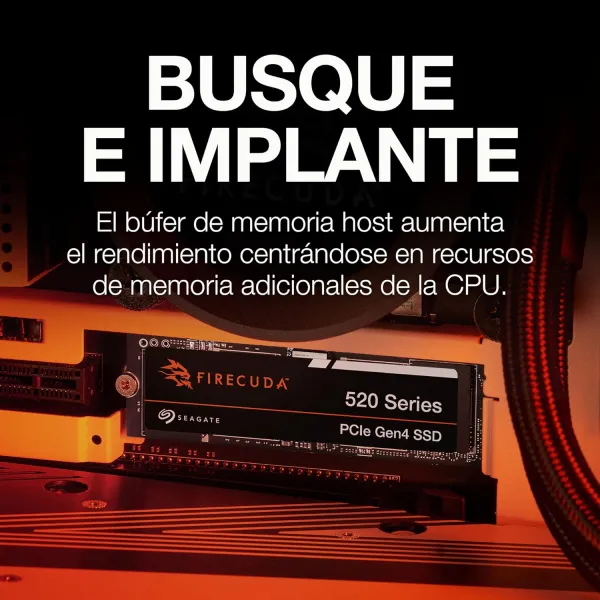 BUSQUE
E IMPLANTE
FIRECUDA
El búfer de memoria host aumenta
el rendimiento centrándose en recursos
de memoria adicionales de la CPU.
FIRECUDA
520 Series
SEAGATE
PCIe Gen4 SSD